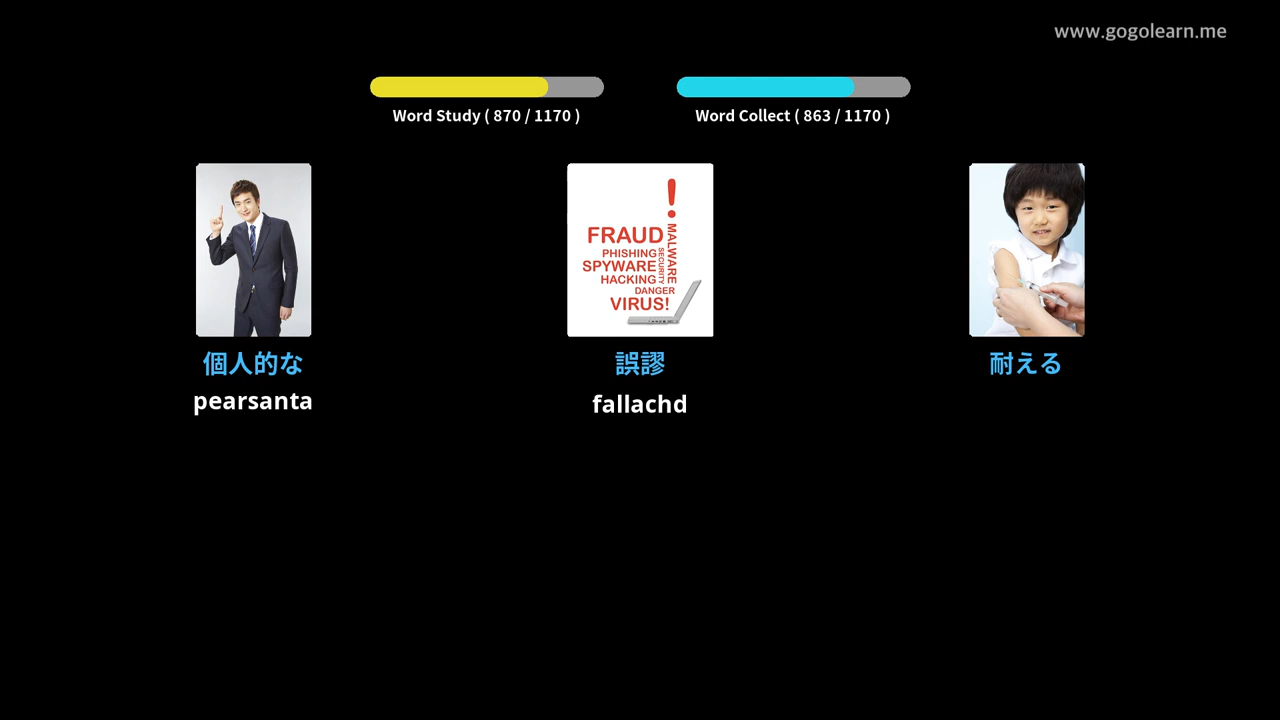 www.gogolearn.me
Word Study ( 870 / 1170 )
Word Collect ( 863 / 1170 )
!
FRAUD
PHISHING
SPYWARE
HACKING
DANGER
VIRUS!
SECURITY
MALWARE
個人的な
誤謬
耐える
pearsanta
fallachd